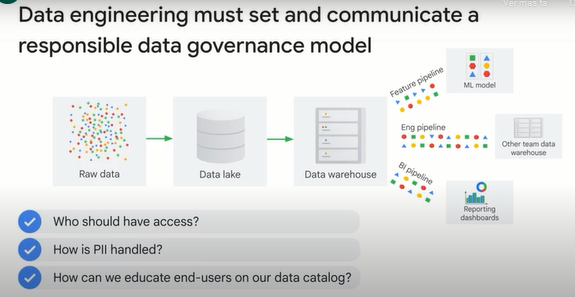 Ver más ta
Data engineering must set and communicate a
responsible data governance model
Feature pipeline
ML model
Eng pipeline
Other team data
warehouse
BI pipeline
Reporting
dashboards
Raw data
Data lake
Data warehouse
Who should have access?
How is PII handled?
How can we educate end-users on our data catalog?